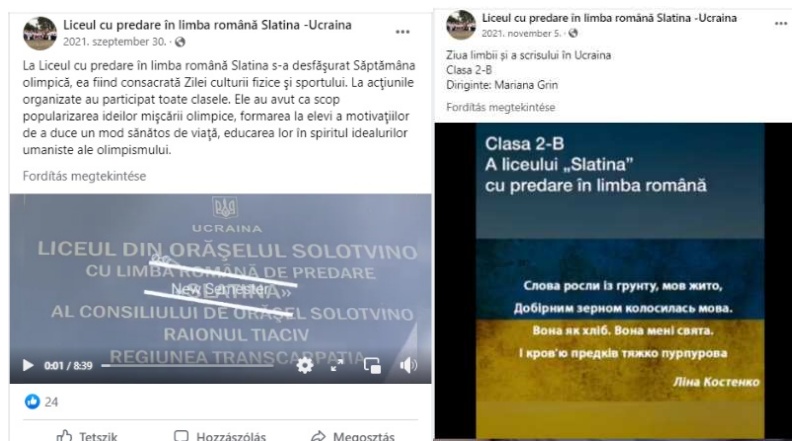 Liceul cu predare în limba română Slatina -Ucraina
2021. szeptember 30. ·
La Liceul cu predare în limba română Slatina s-a desfășurat Săptămâna
olimpică, ea fiind consacrată Zilei culturii fizice și sportului. La acțiunile
organizate au participat toate clasele. Ele au avut ca scop
popularizarea ideilor mișcării olimpice, formarea la elevi a motivațiilor
de a duce un mod sănătos de viață, educarea lor în spiritul idealurilor
umaniste ale olimpismului.
Fordítás megtekintése
UCRAINA
LICEUL DIN ORĂȘELUL SOLOTVINO
CU LIMBA ROMÂNĂ DE PREDARE
«SLATINA»
New Semester
AL CONSILIULUI DE ORĂȘEL SOLOTVINO
RAIONUL TIACIV
REGIUNEA TRANSCARPATIA
0:01 / 8:39
24
Tetszik
Hozzászólás
Megosztás
Liceul cu predare în limba română Slatina -Ucraina
2021. november 5. ·
Ziua limbii și a scrisului în Ucraina
Clasa 2-B
Diriginte: Mariana Grin
Fordítás megtekintése
Clasa 2-B
A liceului „Slatina”
cu predare în limba română
Слова росли із грунту, мов жито,
Добірним зерном колосилась мова.
Вона як хліб. Вона мені свята.
І кров'ю предків тяжко пурпурова
Ліна Костенко